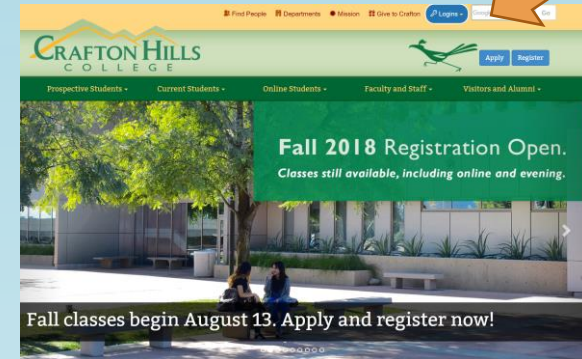 Find People Departments Mission Give to Crafton Logins
Go
CRAFTON HILLS
COLLEGE
Apply Register
Prospective Students Current Students Online Students Faculty and Staff Visitors and Alumni
Fall 2018 Registration Open.
Classes still available, including online and evening.
Fall classes begin August 13. Apply and register now!